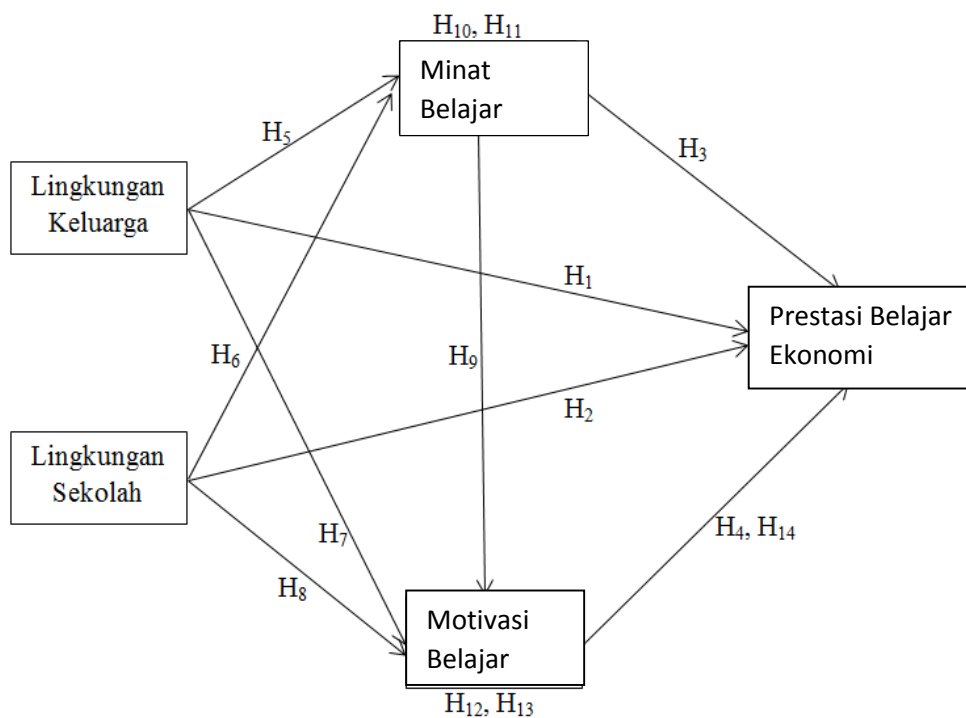 H10, H11
Minat
Belajar
H5
H3
Lingkungan
Keluarga
H1
Prestasi Belajar
Ekonomi
H6
H9
H2
Lingkungan
Sekolah
H7
H4, H14
H8
Motivasi
Belajar
H12, H13